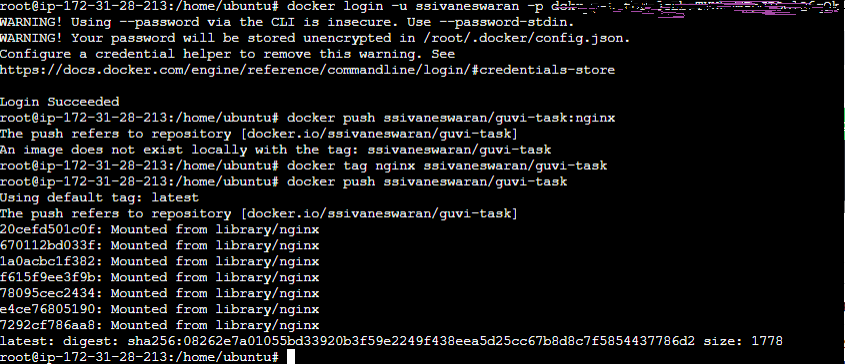 root@ip-172-31-28-213:/home/ubuntu# docker login -u ssivaneswaran -p
WARNING! Using --password via the CLI is insecure. Use --password-stdin.
WARNING! Your password will be stored unencrypted in /root/.docker/config.json.
Configure a credential helper to remove this warning. See
https://docs.docker.com/engine/reference/commandline/login/#credentials-store
Login Succeeded
root@ip-172-31-28-213:/home/ubuntu# docker push ssivaneswaran/guvi-task:nginx
The push refers to repository [docker.io/ssivaneswaran/guvi-task]
An image does not exist locally with the tag: ssivaneswaran/guvi-task
root@ip-172-31-28-213:/home/ubuntu# docker tag nginx ssivaneswaran/guvi-task
root@ip-172-31-28-213:/home/ubuntu# docker push ssivaneswaran/guvi-task
Using default tag: latest
The push refers to repository [docker.io/ssivaneswaran/guvi-task]
20cefd501c0f: Mounted from library/nginx
670112bd033f: Mounted from library/nginx
1a0acbc1f382: Mounted from library/nginx
f615f9ee3f9b: Mounted from library/nginx
78095cec2434: Mounted from library/nginx
e4ce76805190: Mounted from library/nginx
7292cf786aa8: Mounted from library/nginx
latest: digest: sha256:08262e7a01055bd33920b3f59e2249f438eea5d25cc67b8d8c7f5854437786d2 size: 1778
root@ip-172-31-28-213:/home/ubuntu#